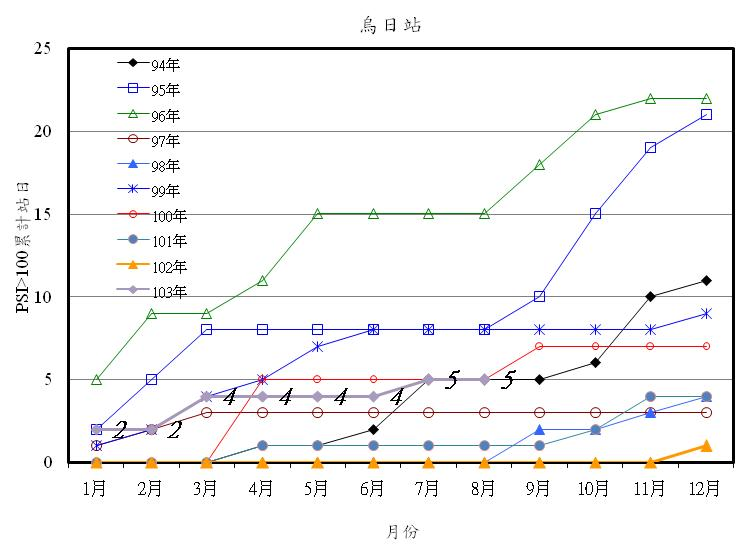 烏日站
25
20
15
10
5
0
PSI>100累計站日
94年
95年
96年
97年
98年
99年
100年
101年
102年
103年
2 2 4 4 4 4 5 5
1月 2月 3月 4月 5月 6月 7月 8月 9月 10月 11月 12月
月份